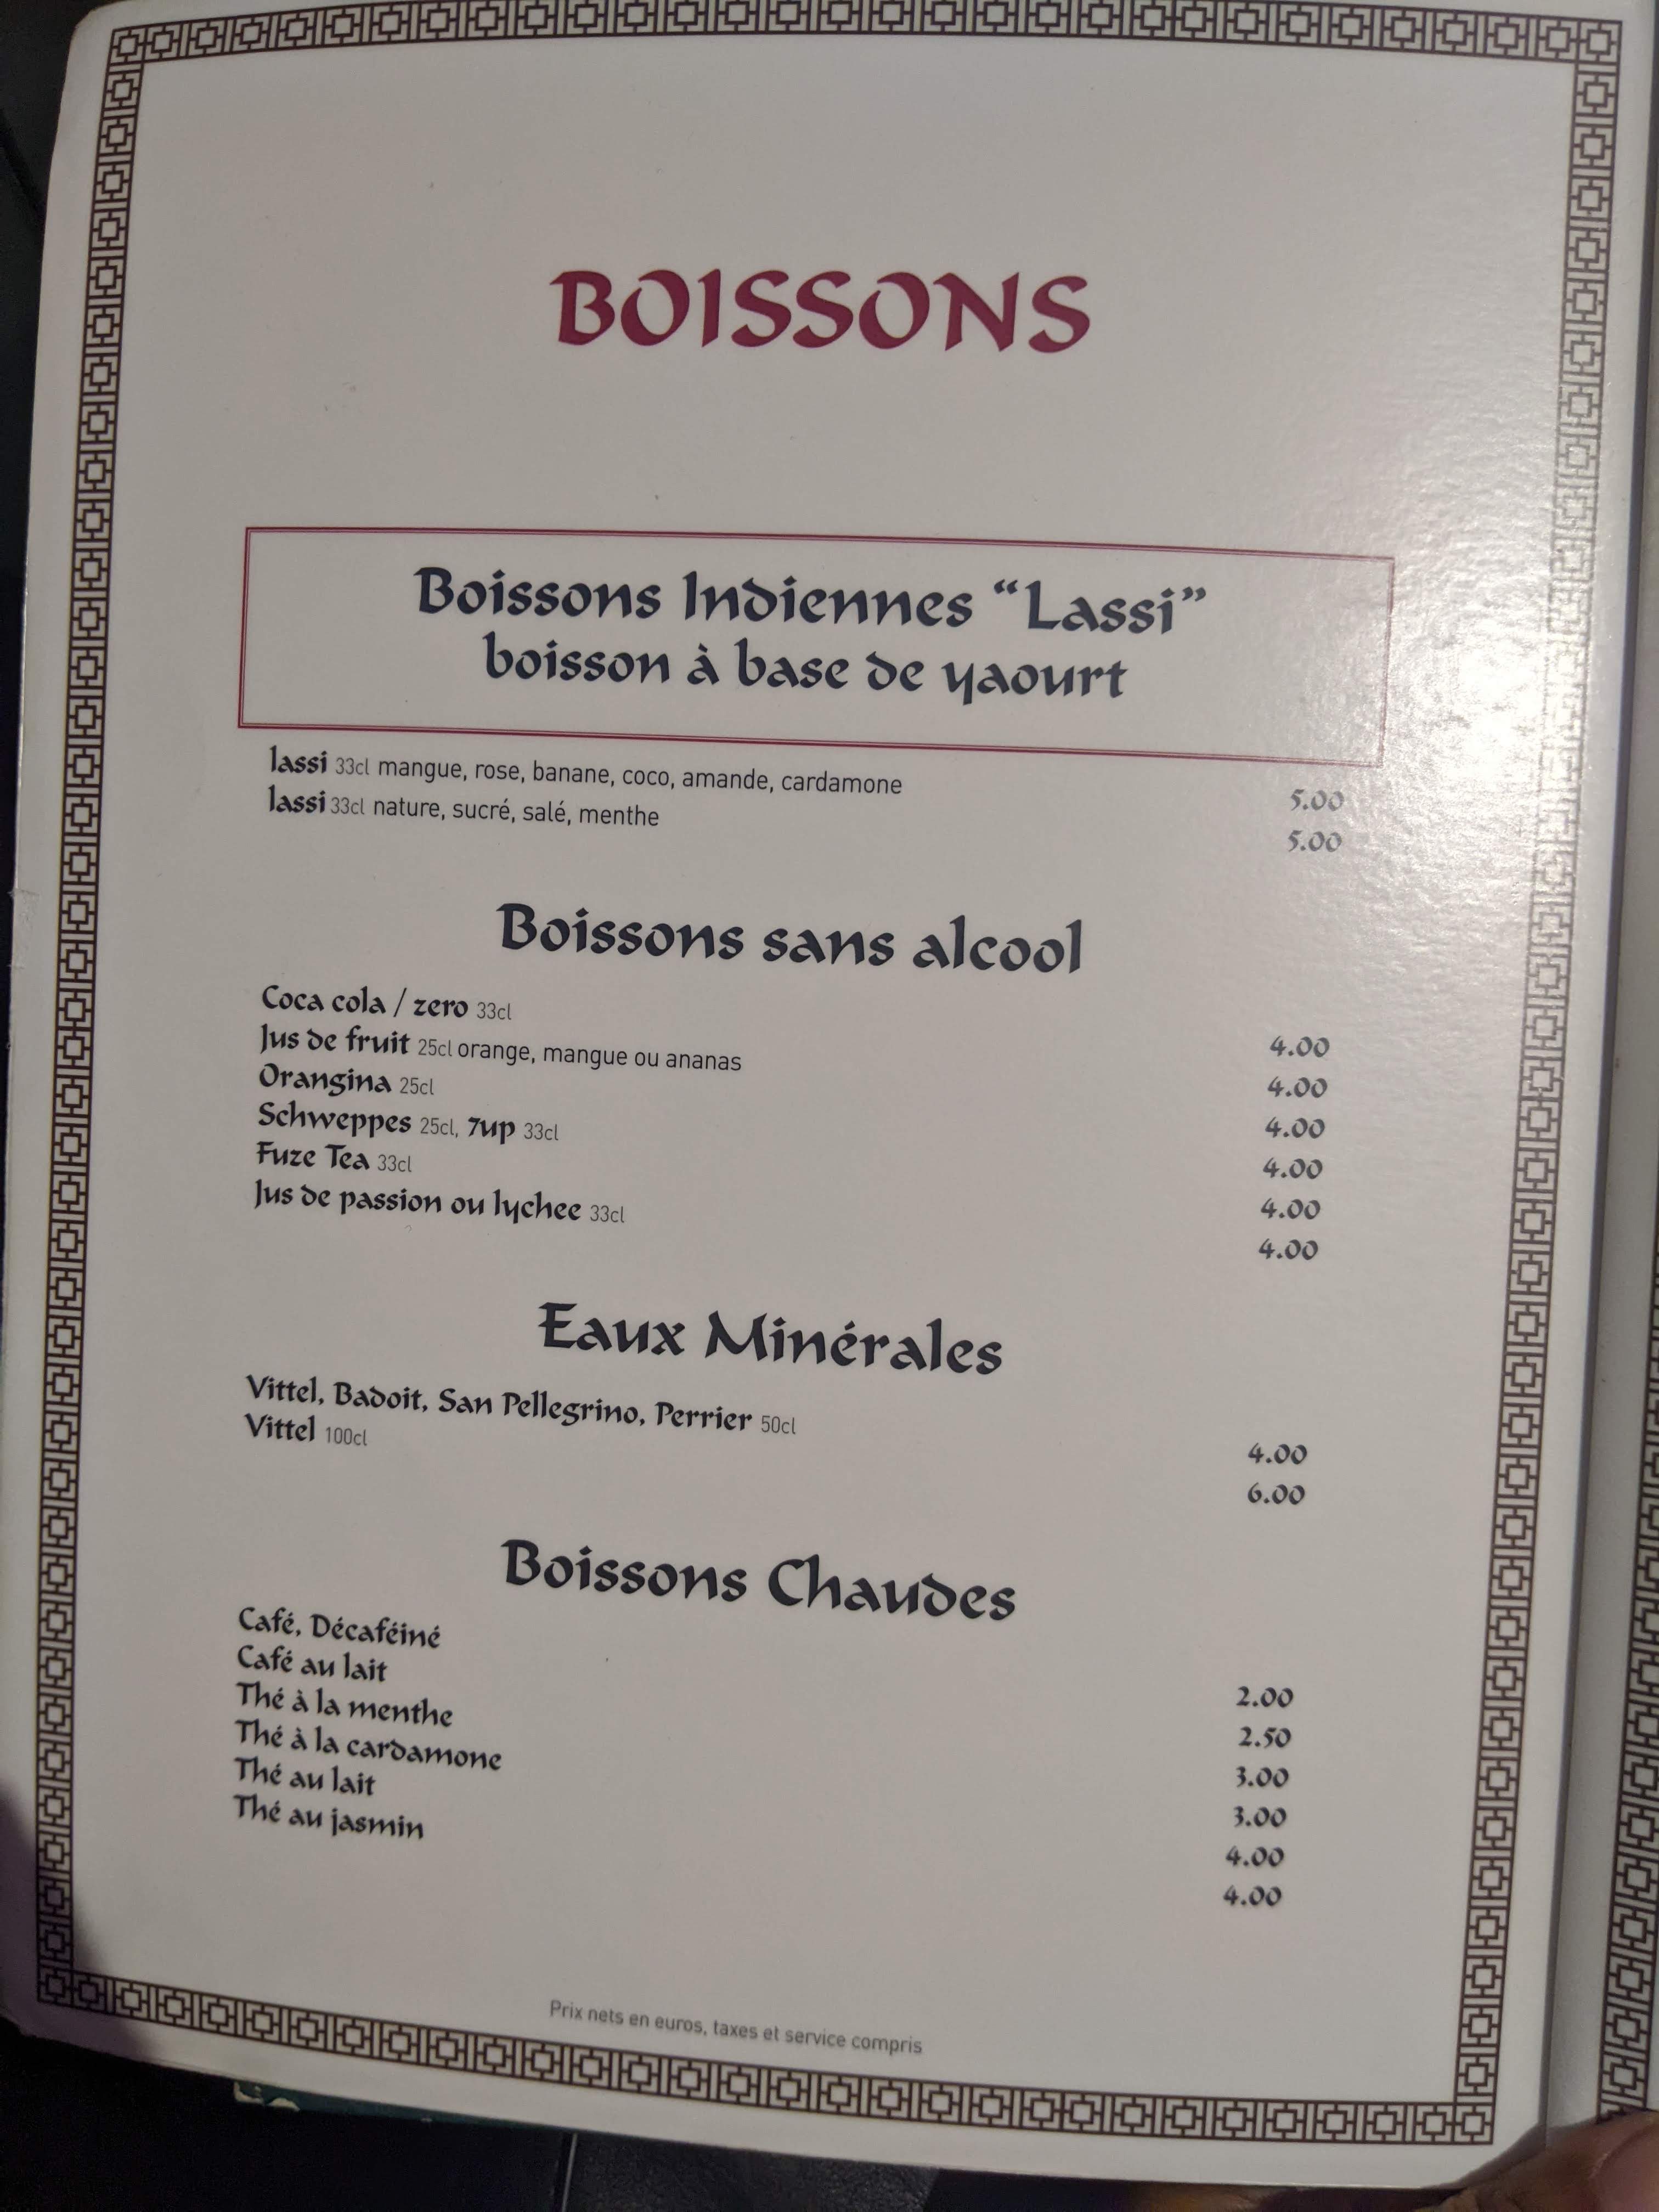 BOISSONS
Boissons Indiennes “Lassi”
boisson à base de yaourt
lassi 33cl mangue, rose, banane, coco, amande, cardamone 5.00
lassi 33cl nature, sucré, salé, menthe 5.00
Boissons sans alcool
Coca cola / zero 33cl 4.00
Jus de fruit 25cl orange, mangue ou ananas 4.00
Orangina 25cl 4.00
Schweppes 25cl, 7up 33cl 4.00
Fuze Tea 33cl 4.00
Jus de passion ou lychee 33cl 4.00
Eaux Minérales
Vittel, Badoit, San Pellegrino, Perrier 50cl 4.00
Vittel 100cl 6.00
Boissons Chaudes
Café, Décaféiné 2.00
Café au lait 2.50
Thé à la menthe 3.00
Thé à la cardamone 3.00
Thé au lait 4.00
Thé au jasmin 4.00
Prix nets en euros, taxes et service compris